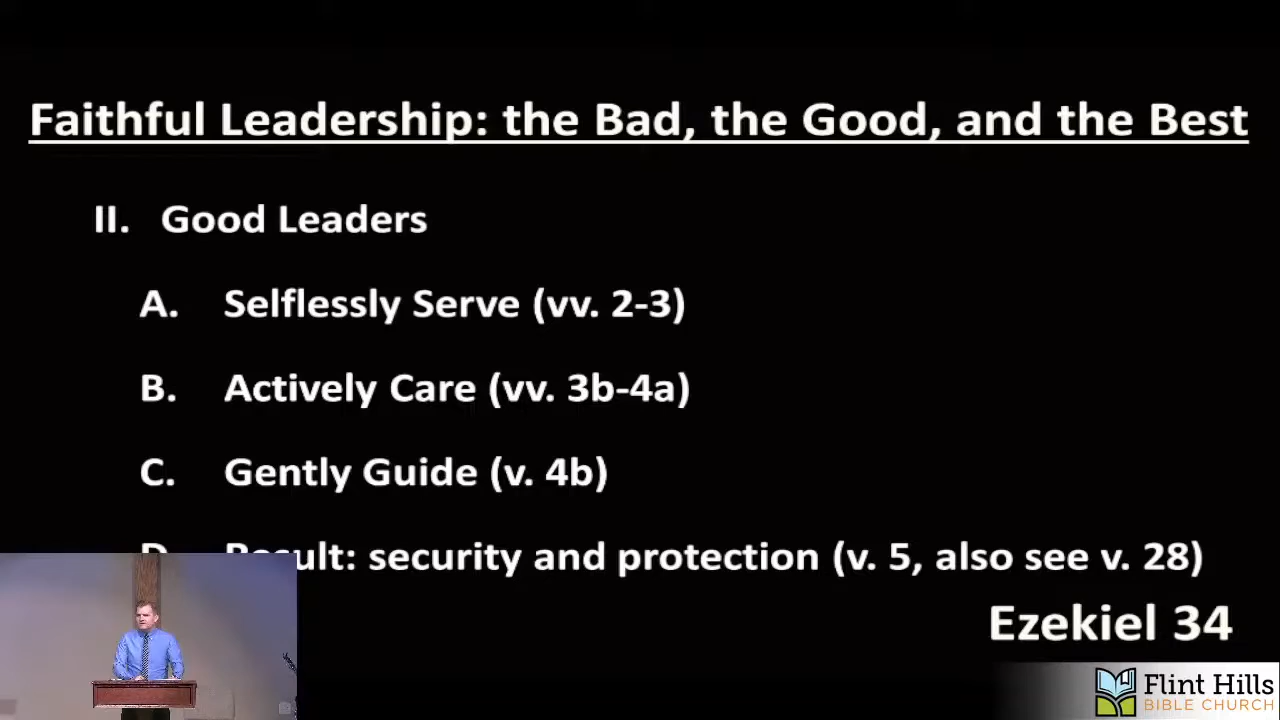 Faithful Leadership: the Bad, the Good, and the Best
II. Good Leaders
A. Selflessly Serve (vv. 2-3)
B. Actively Care (vv. 3b-4a)
C. Gently Guide (v. 4b)
D. Result: security and protection (v. 5, also see v. 28)
Ezekiel 34
Flint Hills
BIBLE CHURCH